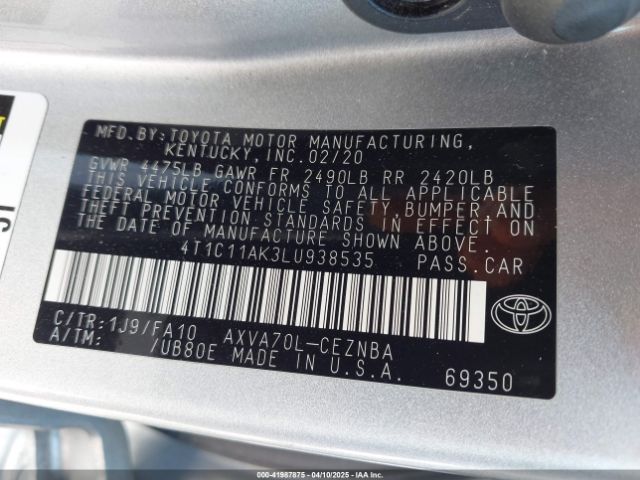 MFD.BY:TOYOTA MOTOR MANUFACTURING,
KENTUCKY,INC.02/20
GVWR 4475LB GAWR FR 2490LB RR 2420LB
THIS VEHICLE CONFORMS TO ALL APPLICABLE
FEDERAL MOTOR VEHICLE SAFETY,BUMPER,AND
THEFT PREVENTION STANDARDS IN EFFECT ON
THE DATE OF MANUFACTURE SHOWN ABOVE.
4T1C11AK3LU938535 PASS.CAR
C/TR:1J9/FA10 AXVA70L-CEZNBA
A/TM: /UB80E MADE IN U.S.A.
69350
00-41987875 - 04/10/2025 - IAAI.COM